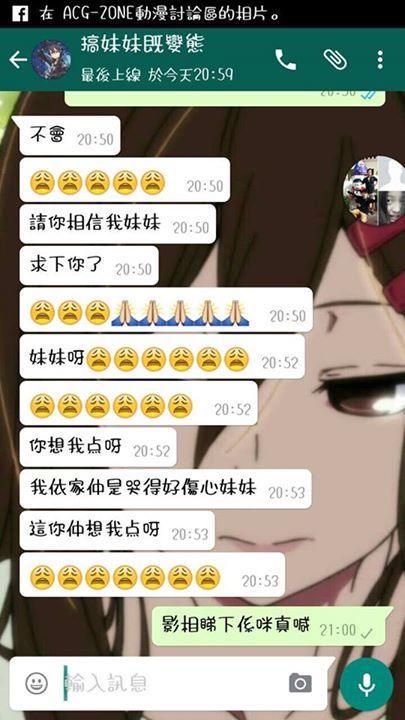 在 ACG-ZONE動漫討論區的相片。
搞妹妹既變態
最後上線 於今天20:59
20:50
不會 20:50
😩😩😩😩😩 20:50
請你相信我妹妹 20:50
求下你了 20:50
😩😩😩🙏🙏🙏🙏🙏 20:50
妹妹呀😩😩😩😩😩😩 20:52
😩😩😩😩😩😩 20:52
你想我点呀 20:52
我依家仲是哭得好傷心妹妹 20:53
這你仲想我点呀 20:53
😩😩😩😩😩😩😩 20:53
影相睇下係咪真喊 21:00
輸入訊息